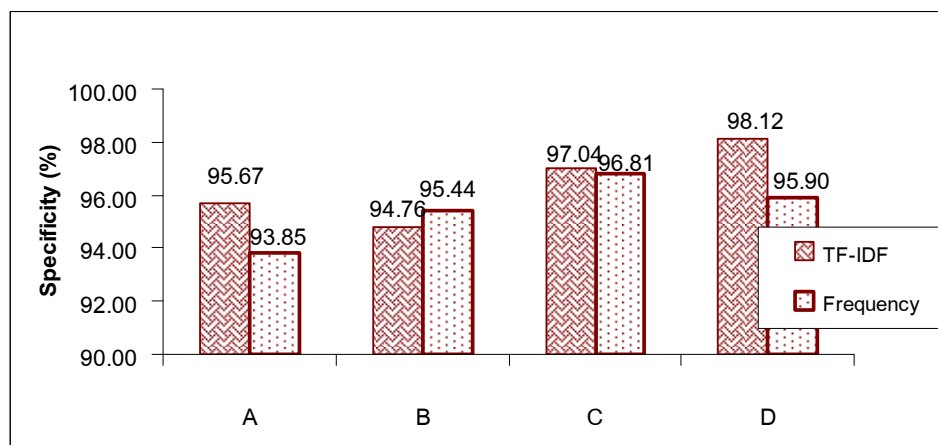 Specificity (%)
100.00
98.00
96.00
94.00
92.00
90.00
95.67
93.85
94.76
95.44
97.04
96.81
98.12
95.90
A
B
C
D
TF-IDF
Frequency